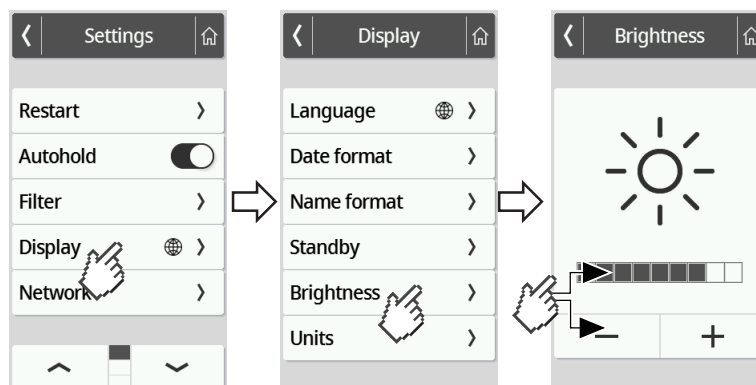 Settings
Restart
Autohold
Filter
Display
Network
Display
Language
Date format
Name format
Standby
Brightness
Units
Brightness